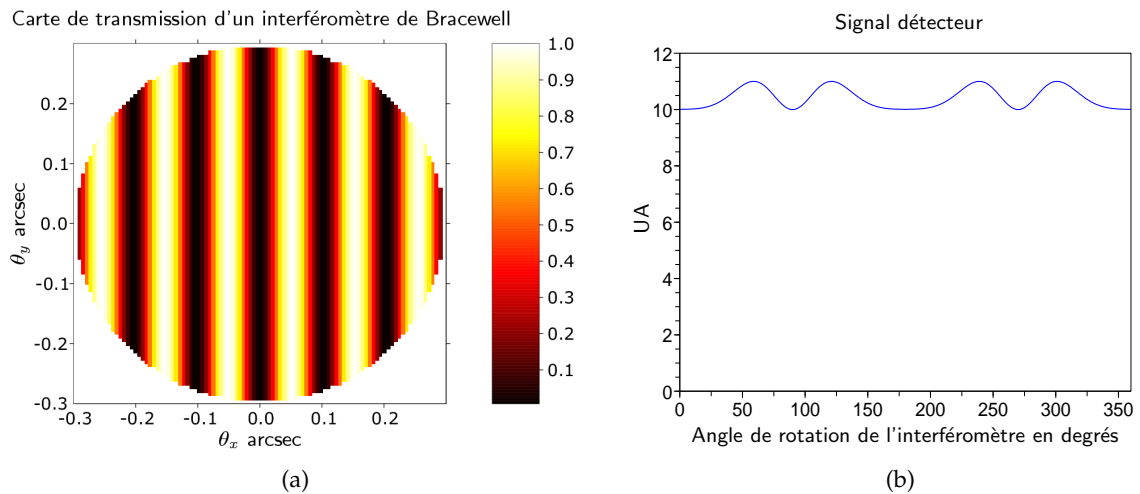 Carte de transmission d'un interféromètre de Bracewell
0.2
0.1
0.0
-0.1
-0.2
-0.3
θy arcsec
-0.3 -0.2 -0.1 0.0 0.1 0.2
θx arcsec
1.0
0.9
0.8
0.7
0.6
0.5
0.4
0.3
0.2
0.1
(a)
Signal détecteur
12
10
12
8
10
6
4
2
0
UA
0 50 100 150 200 250 300 350
Angle de rotation de l'interféromètre en degrés
(b)